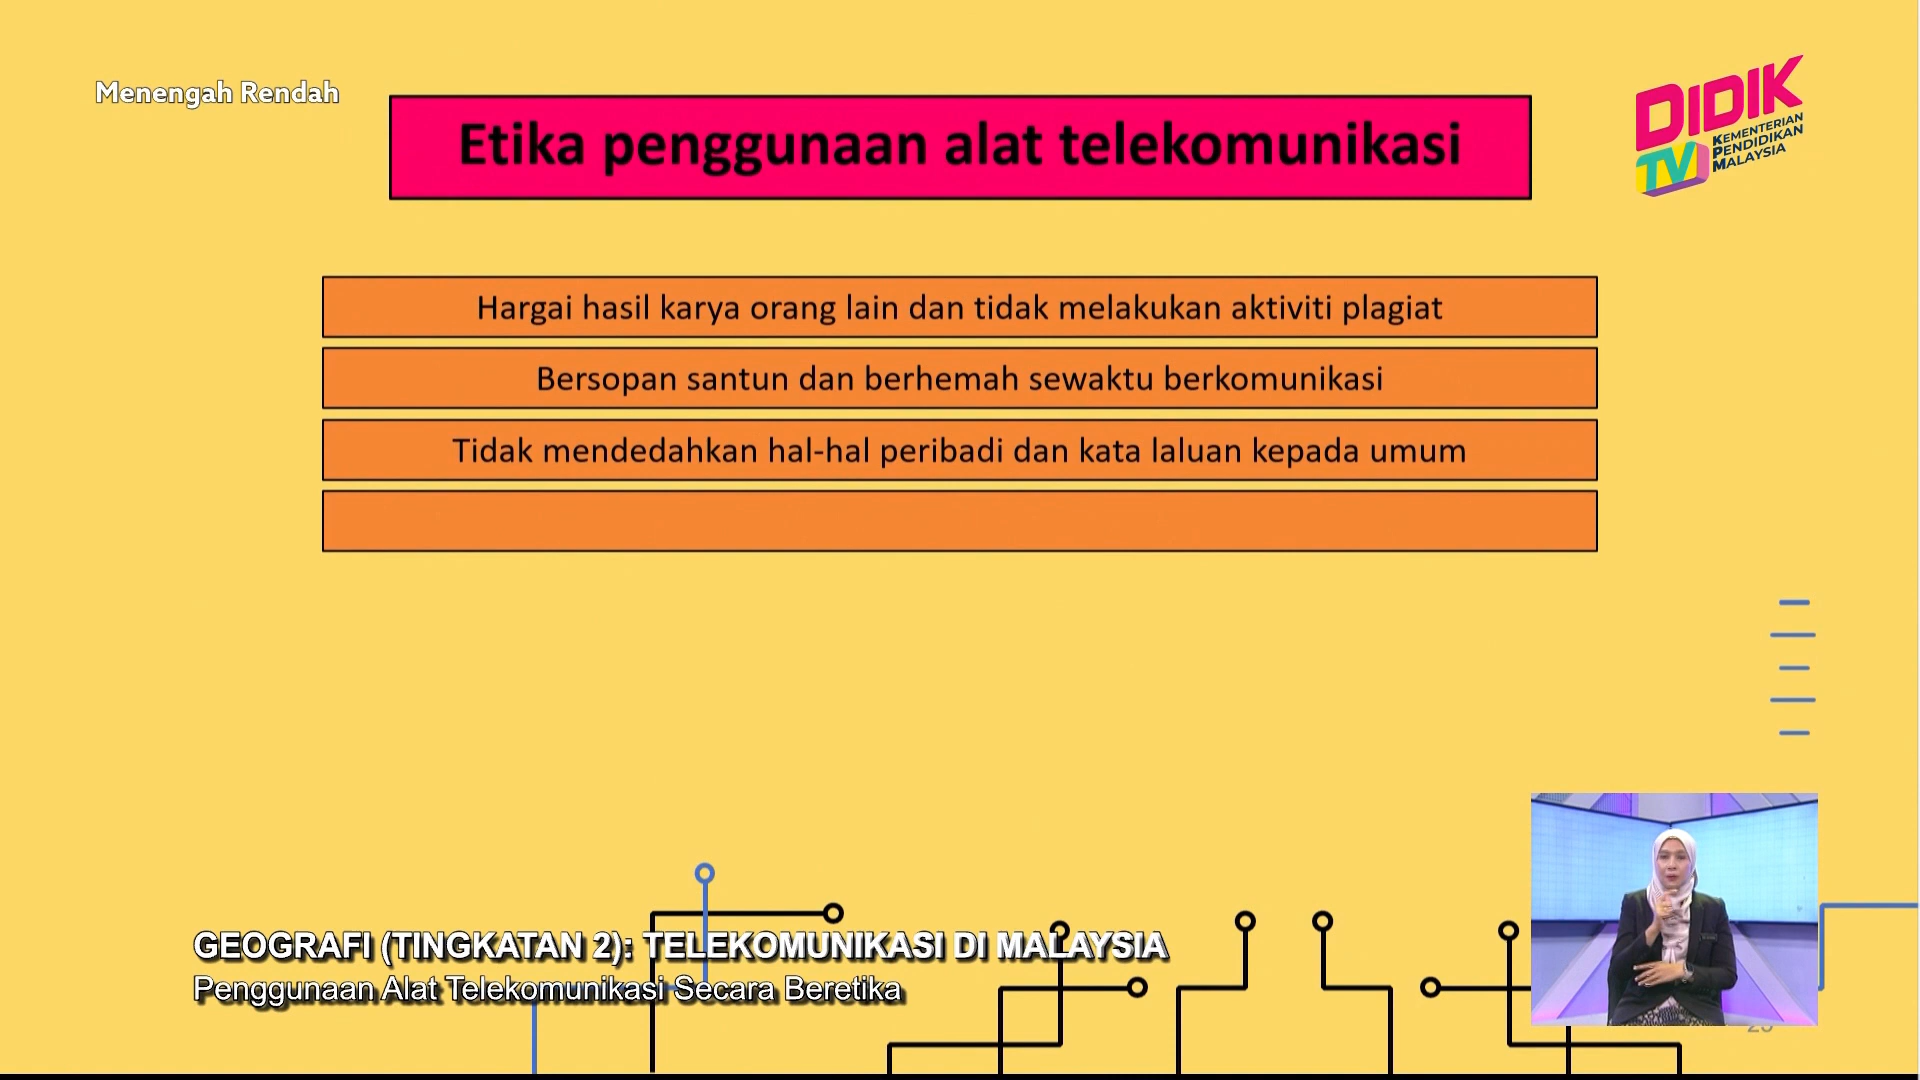 Menengah Rendah
Etika penggunaan alat telekomunikasi
DIDIK
TV
KEMENTERIAN
PENDIDIKAN
MALAYSIA
Hargai hasil karya orang lain dan tidak melakukan aktiviti plagiat
Bersopan santun dan berhemah sewaktu berkomunikasi
Tidak mendedahkan hal-hal peribadi dan kata laluan kepada umum
GEOGRAFI (TINGKATAN 2): TELEKOMUNIKASI DI MALAYSIA
Penggunaan Alat Telekomunikasi Secara Beretika